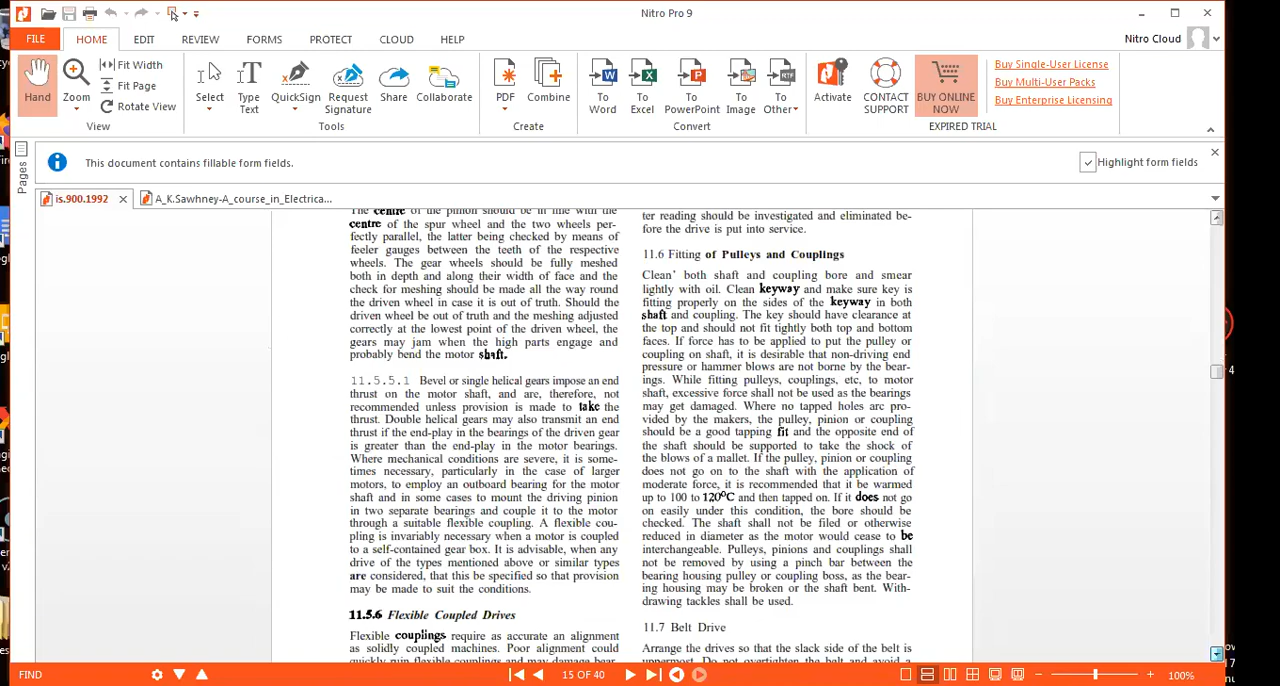 Nitro Pro 9
FILE
HOME
EDIT
REVIEW
FORMS
PROTECT
CLOUD
HELP
Nitro Cloud
Hand
Zoom
Fit Width
Fit Page
Rotate View
View
Select
Type
Text
QuickSign
Request
Signature
Share
Collaborate
Tools
PDF
Combine
Create
To
Word
To
Excel
To
PowerPoint
To
Image
To
Other
Convert
Activate
CONTACT
SUPPORT
BUY ONLINE
NOW
Buy Single-User License
Buy Multi-User Packs
Buy Enterprise Licensing
EXPIRED TRIAL
Pages
This document contains fillable form fields.
Highlight form fields
is.900.1992
A_K.Sawhney-A_course_in_Electrica...
The centre of the pinion should be in line with the
centre of the spur wheel and the two wheels per-
fectly parallel, the latter being checked by means of
feeler gauges between the teeth of the respective
wheels. The gear wheels should be fully meshed
both in depth and along their width of face and the
check for meshing should be made all the way round
the driven wheel in case it is out of truth. Should the
driven wheel be out of truth and the meshing adjusted
correctly at the lowest point of the driven wheel, the
gears may jam when the high parts engage and
probably bend the motor shaft.
11.5.5.1 Bevel or single helical gears impose an end
thrust on the motor shaft, and are, therefore, not
recommended unless provision is made to take the
thrust. Double helical gears may also transmit an end
thrust if the end-play in the bearings of the driven gear
is greater than the end-play in the motor bearings.
Where mechanical conditions are severe, it is some-
times necessary, particularly in the case of larger
motors, to employ an outboard bearing for the motor
shaft and in some cases to mount the driving pinion
in two separate bearings and couple it to the motor
through a suitable flexible coupling. A flexible cou-
pling is invariably necessary when a motor is coupled
to a self-contained gear box. It is advisable, when any
drive of the types mentioned above or similar types
are considered, that this be specified so that provision
may be made to suit the conditions.
11.5.6 Flexible Coupled Drives
Flexible couplings require as accurate an alignment
as solidly coupled machines. Poor alignment could
quickly ruin flexible couplings and may damage bear-
ter reading should be investigated and eliminated be-
fore the drive is put into service.
11.6 Fitting of Pulleys and Couplings
Clean' both shaft and coupling bore and smear
lightly with oil. Clean keyway and make sure key is
fitting properly on the sides of the keyway in both
shaft and coupling. The key should have clearance at
the top and should not fit tightly both top and bottom
faces. If force has to be applied to put the pulley or
coupling on shaft, it is desirable that non-driving end
pressure or hammer blows are not borne by the bear-
ings. While fitting pulleys, couplings, etc, to motor
shaft, excessive force shall not be used as the bearings
may get damaged. Where no tapped holes arc pro-
vided by the makers, the pulley, pinion or coupling
should be a good tapping fit and the opposite end of
the shaft should be supported to take the shock of
the blows of a mallet. If the pulley, pinion or coupling
does not go on to the shaft with the application of
moderate force, it is recommended that it be warmed
up to 100 to 120°C and then tapped on. If it does not go
on easily under this condition, the bore should be
checked. The shaft shall not be filed or otherwise
reduced in diameter as the motor would cease to be
interchangeable. Pulleys, pinions and couplings shall
not be removed by using a pinch bar between the
bearing housing pulley or coupling boss, as the bear-
ing housing may be broken or the shaft bent. With-
drawing tackles shall be used.
11.7 Belt Drive
Arrange the drives so that the slack side of the belt is
uppermost. Do not overtighten the belt and avoid a
FIND
15 OF 40
100%